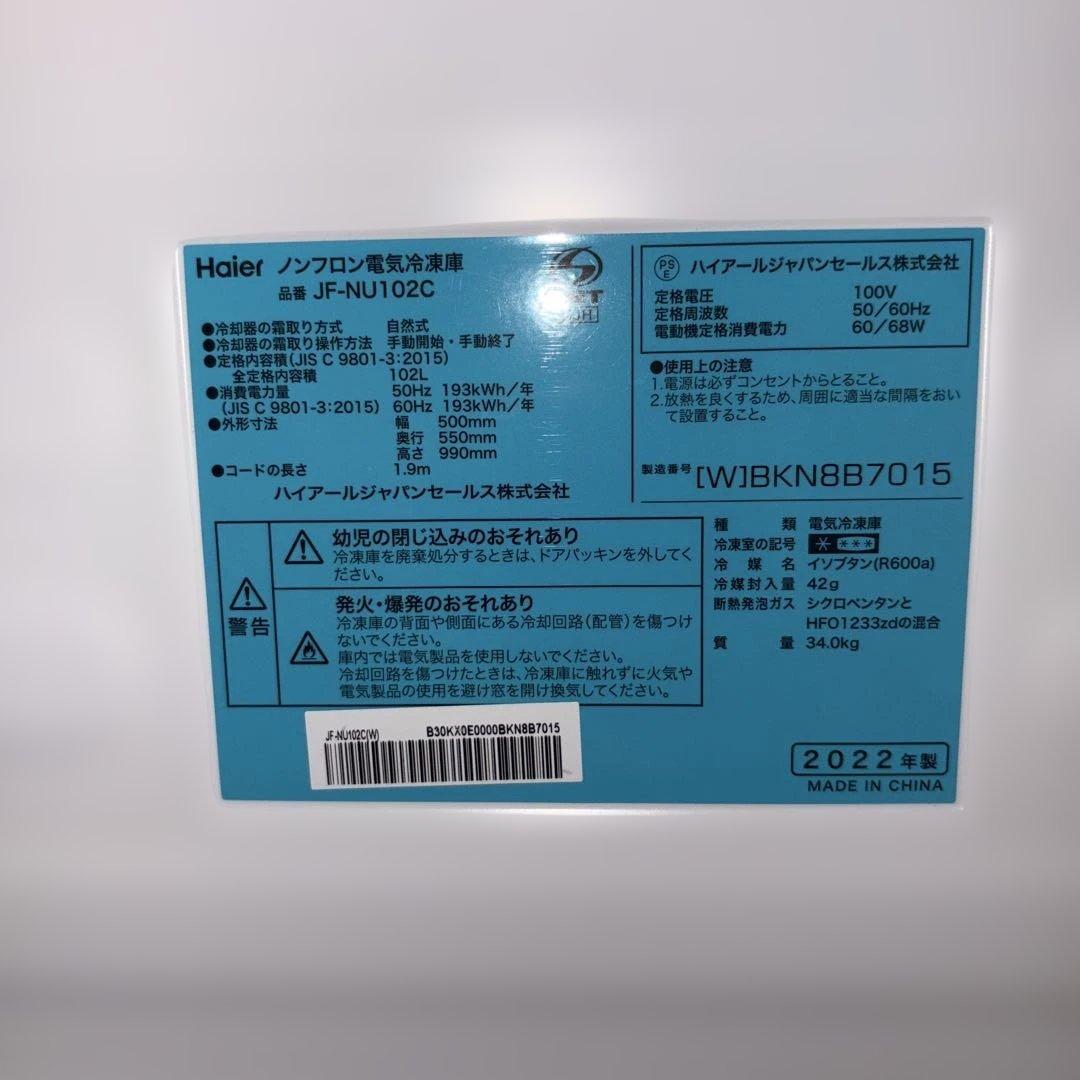 Haier ノンフロン電気冷凍庫
品番 JF-NU102C
●冷却器の霜取り方式 自然式
●冷却器の霜取り操作方法 手動開始・手動終了
●定格内容積(JIS C 9801-3:2015)
全定格内容積 102L
●消費電力量 50Hz 193kWh/年
(JIS C 9801-3:2015) 60Hz 193kWh/年
●外形寸法 幅 500mm
奥行 550mm
高さ 990mm
●コードの長さ 1.9m
ハイアールジャパンセールス株式会社
PS
E ハイアールジャパンセールス株式会社
定格電圧 100V
定格周波数 50/60Hz
電動機定格消費電力 60/68W
●使用上の注意
1.電源は必ずコンセントからとること。
2.放熱を良くするため、周囲に適当な間隔をおい
て設置すること。
製造番号 [W]BKN8B7015
警告
幼児の閉じ込みのおそれあり
冷凍庫を廃棄処分するときは、ドアパッキンを外してく
ださい。
発火・爆発のおそれあり
冷凍庫の背面や側面にある冷却回路(配管)を傷つけ
ないでください。
庫内では電気製品を使用しないでください。
冷却回路を傷つけたときは、冷凍庫に触れずに火気や
電気製品の使用を避け窓を開け換気してください。
種類 電気冷凍庫
冷凍室の記号 * ***
冷媒名 イソブタン(R600a)
冷媒封入量 42g
断熱発泡ガス シクロペンタンと
HFO1233zdの混合
質量 34.0kg
JF-NU102C(W) B30KX0E0000BKN8B7015
2022年製
MADE IN CHINA